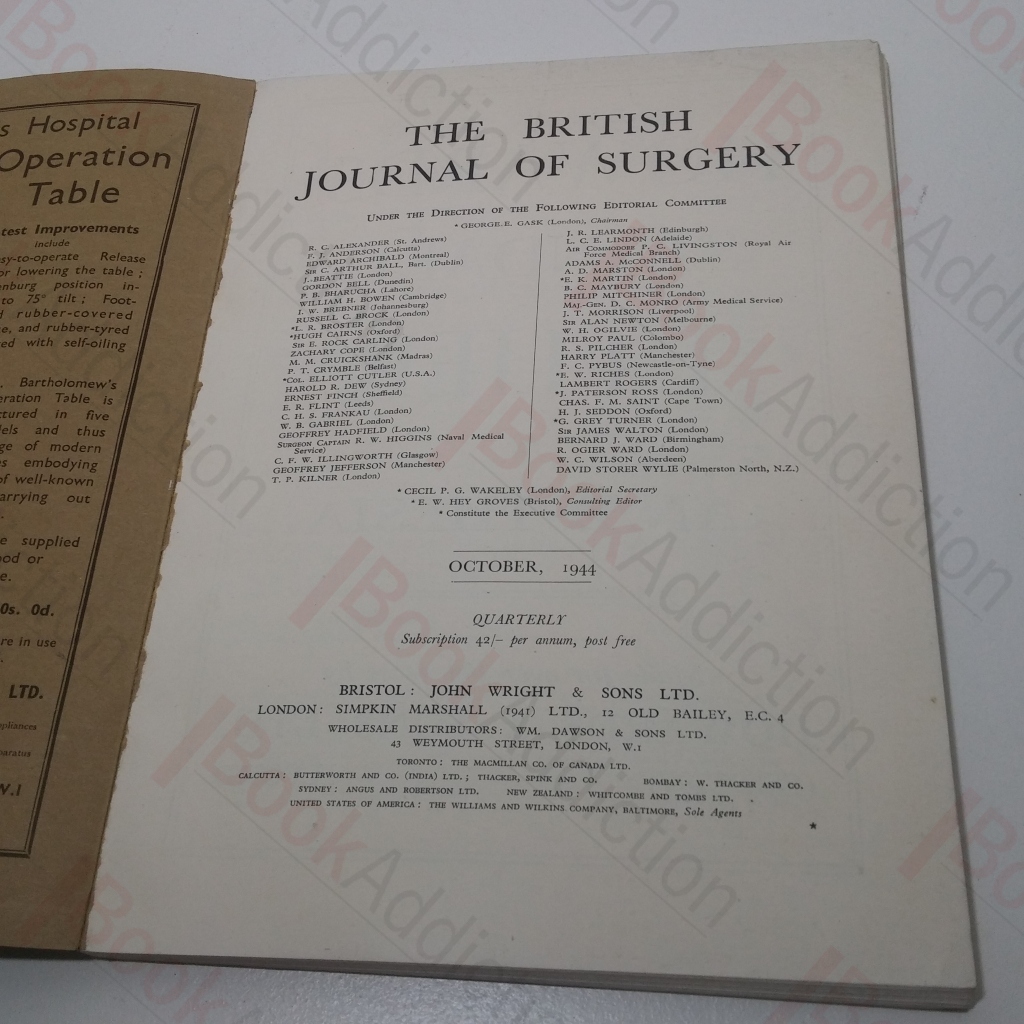 s Hospital
Operation
Table
test Improvements
include
sy-to-operate Release
or lowering the table ;
enburg position in-
to 75° tilt ; Foot-
d rubber-covered
e, and rubber-tyred
ed with self-oiling
. Bartholomew's
eration Table is
ctured in five
els and thus
ge of modern
s embodying
of well-known
arrying out
.
e supplied
ood or
e.
0s. 0d.
re in use
.
LTD.
ppliances
paratus
W.1
THE BRITISH
JOURNAL OF SURGERY
UNDER THE DIRECTION OF THE FOLLOWING EDITORIAL COMMITTEE
* GEORGE E. GASK (London), Chairman
R. C. ALEXANDER (St. Andrews)
F. J. ANDERSON (Calcutta)
EDWARD ARCHIBALD (Montreal)
SIR C. ARTHUR BALL, Bart. (Dublin)
J. BEATTIE (London)
GORDON BELL (Dunedin)
P. B. BHARUCHA (Lahore)
WILLIAM H. BOWEN (Cambridge)
I. W. BREBNER (Johannesburg)
RUSSELL C. BROCK (London)
*L. R. BROSTER (London)
*HUGH CAIRNS (Oxford)
SIR E. ROCK CARLING (London)
ZACHARY COPE (London)
M. M. CRUICKSHANK (Madras)
P. T. CRYMBLE (Belfast)
*COL. ELLIOTT CUTLER (U.S.A.)
HAROLD R. DEW (Sydney)
ERNEST FINCH (Sheffield)
E. R. FLINT (Leeds)
C. H. S. FRANKAU (London)
W. B. GABRIEL (London)
GEOFFREY HADFIELD (London)
SURGEON CAPTAIN R. W. HIGGINS (Naval Medical
Service)
C. F. W. ILLINGWORTH (Glasgow)
GEOFFREY JEFFERSON (Manchester)
T. P. KILNER (London)
J. R. LEARMONTH (Edinburgh)
L. C. E. LINDON (Adelaide)
AIR COMMODORE P. C. LIVINGSTON (Royal Air
Force Medical Branch)
ADAMS A. McCONNELL (Dublin)
A. D. MARSTON (London)
*E. K. MARTIN (London)
B. C. MAYBURY (London)
PHILIP MITCHINER (London)
MAJ.-GEN. D. C. MONRO (Army Medical Service)
J. T. MORRISON (Liverpool)
SIR ALAN NEWTON (Melbourne)
W. H. OGILVIE (London)
MILROY PAUL (Colombo)
R. S. PILCHER (London)
HARRY PLATT (Manchester)
F. C. PYBUS (Newcastle-on-Tyne)
*E. W. RICHES (London)
LAMBERT ROGERS (Cardiff)
*J. PATERSON ROSS (London)
CHAS. F. M. SAINT (Cape Town)
H. J. SEDDON (Oxford)
*G. GREY TURNER (London)
SIR JAMES WALTON (London)
BERNARD J. WARD (Birmingham)
R. OGIER WARD (London)
W. C. WILSON (Aberdeen)
DAVID STORER WYLIE (Palmerston North, N.Z.)
* CECIL P. G. WAKELEY (London), Editorial Secretary
* E. W. HEY GROVES (Bristol), Consulting Editor
* Constitute the Executive Committee
OCTOBER, 1944
QUARTERLY
Subscription 42/– per annum, post free
BRISTOL : JOHN WRIGHT & SONS LTD.
LONDON : SIMPKIN MARSHALL (1941) LTD., 12 OLD BAILEY, E.C. 4
WHOLESALE DISTRIBUTORS : WM. DAWSON & SONS LTD.
43 WEYMOUTH STREET, LONDON, W.1
TORONTO : THE MACMILLAN CO. OF CANADA LTD.
CALCUTTA : BUTTERWORTH AND CO. (INDIA) LTD. ; THACKER, SPINK AND CO. BOMBAY : W. THACKER AND CO.
SYDNEY : ANGUS AND ROBERTSON LTD. NEW ZEALAND : WHITCOMBE AND TOMBS LTD.
UNITED STATES OF AMERICA : THE WILLIAMS AND WILKINS COMPANY, BALTIMORE, Sole Agents
*
BookAddiction